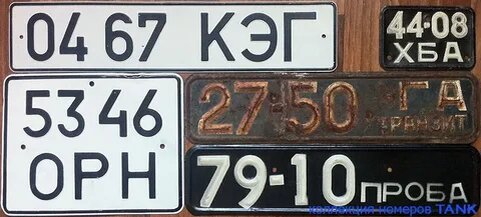 04 67 КЭГ
44-08
ХБА
53 46
ОРН
27-50 ГА
ТРАНЗИТ
79-10 ПРОБА
коллекция номеров TANK